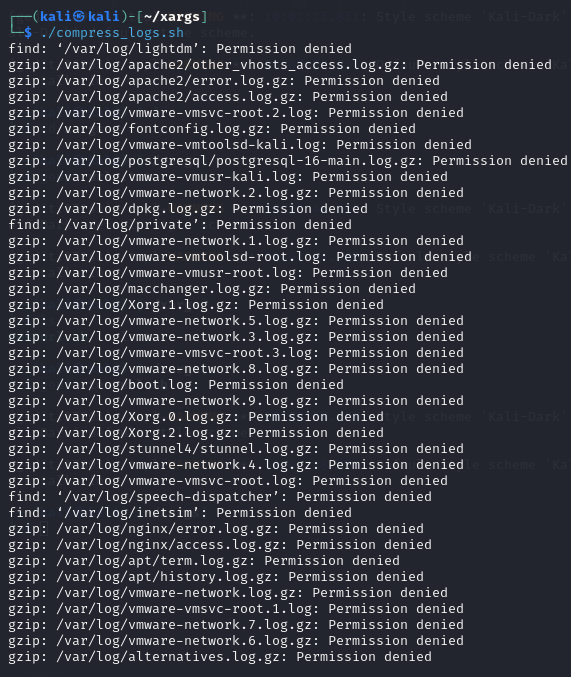 ┌──(kali㉿kali)-[~/xargs]
└─$ ./compress_logs.sh
find: ‘/var/log/lightdm’: Permission denied
gzip: /var/log/apache2/other_vhosts_access.log.gz: Permission denied
gzip: /var/log/apache2/error.log.gz: Permission denied
gzip: /var/log/apache2/access.log.gz: Permission denied
gzip: /var/log/vmware-vmsvc-root.2.log: Permission denied
gzip: /var/log/fontconfig.log.gz: Permission denied
gzip: /var/log/vmware-vmtoolsd-kali.log: Permission denied
gzip: /var/log/postgresql/postgresql-16-main.log.gz: Permission denied
gzip: /var/log/vmware-vmusr-kali.log: Permission denied
gzip: /var/log/vmware-network.2.log: Permission denied
gzip: /var/log/dpkg.log.gz: Permission denied
find: ‘/var/log/private’: Permission denied
gzip: /var/log/vmware-network.1.log: Permission denied
gzip: /var/log/vmware-vmtoolsd-root.log: Permission denied
gzip: /var/log/vmware-vmusr-root.log: Permission denied
gzip: /var/log/macchanger.log.gz: Permission denied
gzip: /var/log/Xorg.1.log.gz: Permission denied
gzip: /var/log/vmware-network.5.log: Permission denied
gzip: /var/log/vmware-network.3.log: Permission denied
gzip: /var/log/vmware-vmsvc-root.3.log: Permission denied
gzip: /var/log/vmware-network.8.log: Permission denied
gzip: /var/log/boot.log: Permission denied
gzip: /var/log/vmware-network.9.log: Permission denied
gzip: /var/log/Xorg.0.log.gz: Permission denied
gzip: /var/log/Xorg.2.log.gz: Permission denied
gzip: /var/log/stunnel4/stunnel.log.gz: Permission denied
gzip: /var/log/vmware-network.4.log: Permission denied
gzip: /var/log/vmware-vmsvc-root.log: Permission denied
find: ‘/var/log/speech-dispatcher’: Permission denied
find: ‘/var/log/inetsim’: Permission denied
gzip: /var/log/nginx/error.log.gz: Permission denied
gzip: /var/log/nginx/access.log.gz: Permission denied
gzip: /var/log/apt/term.log.gz: Permission denied
gzip: /var/log/apt/history.log.gz: Permission denied
gzip: /var/log/vmware-network.log: Permission denied
gzip: /var/log/vmware-vmsvc-root.1.log: Permission denied
gzip: /var/log/vmware-network.7.log: Permission denied
gzip: /var/log/vmware-network.6.log: Permission denied
gzip: /var/log/alternatives.log.gz: Permission denied